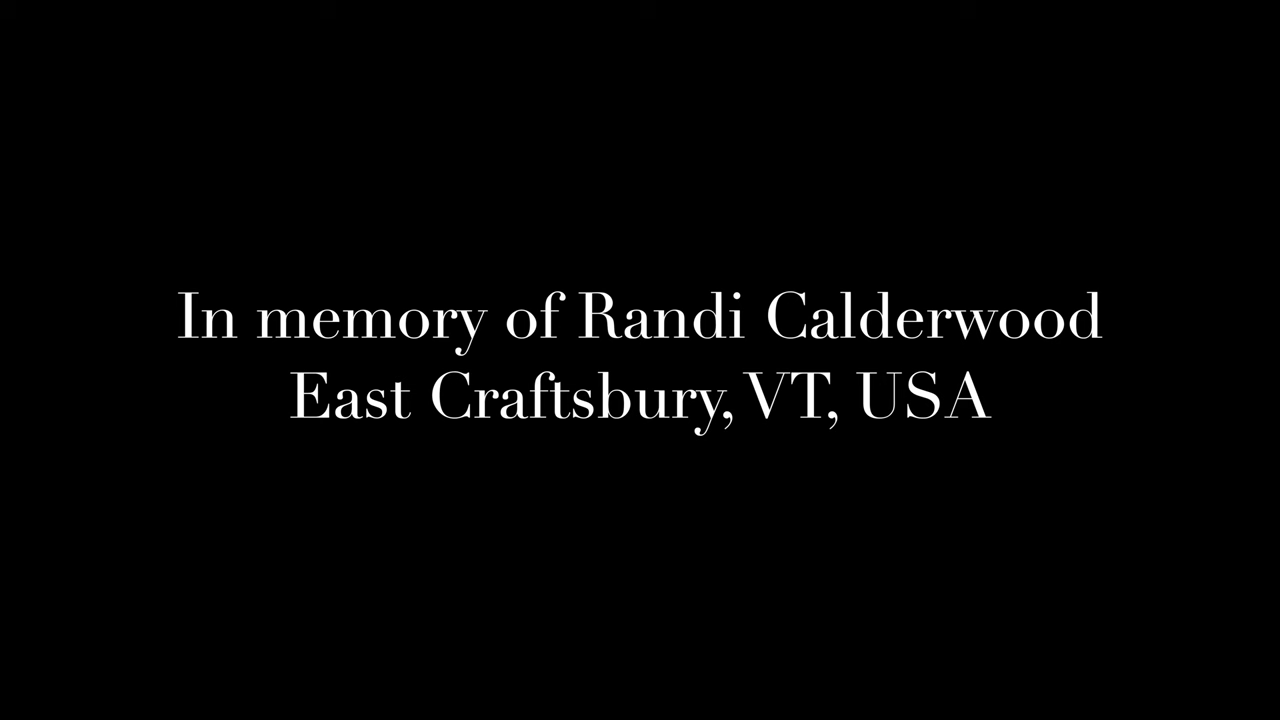 In memory of Randi Calderwood
East Craftsbury, VT, USA